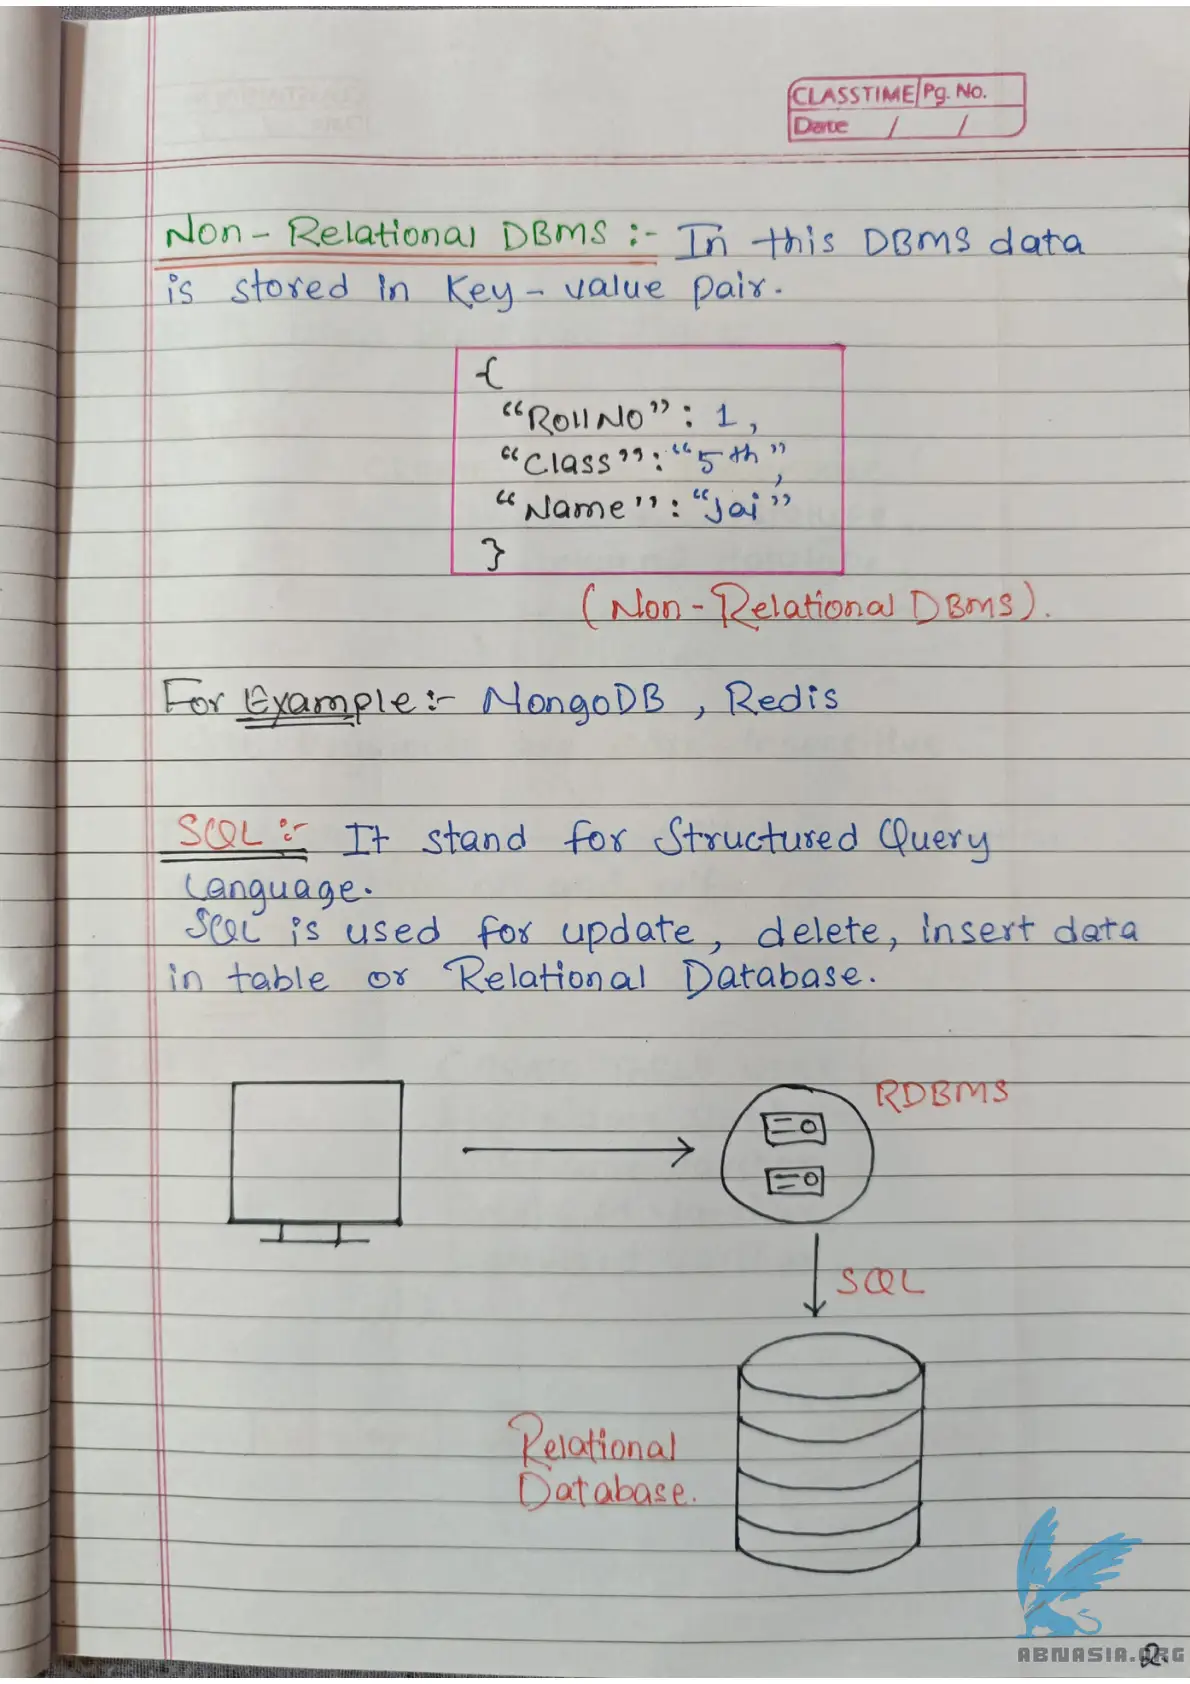 CLASSTIME Pg. No.
Date / /
Non-Relational DBMS :- In this DBMS data
is stored in Key-value pair.
{
"RollNo": 1,
"Class": "5th",
"Name": "Jai"
}
(Non-Relational DBMS).
For Example:- MongoDB, Redis
SQL :- It stand for Structured Query
Language.
SQL is used for update, delete, insert data
in table or Relational Database.
RDBMS
SQL
Relational
Database.
ABNASIA.ORG
2.